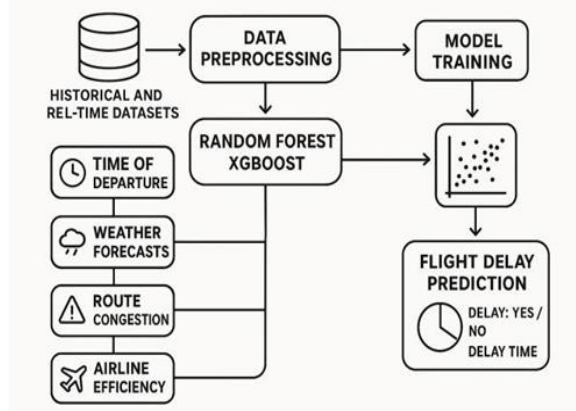 DATA
PREPROCESSING
MODEL
TRAINING
HISTORICAL AND
REL-TIME DATASETS
RANDOM FOREST
XGBOOST
TIME OF
DEPARTURE
WEATHER
FORECASTS
ROUTE
CONGESTION
AIRLINE
EFFICIENCY
FLIGHT DELAY
PREDICTION
DELAY: YES /
NO
DELAY TIME